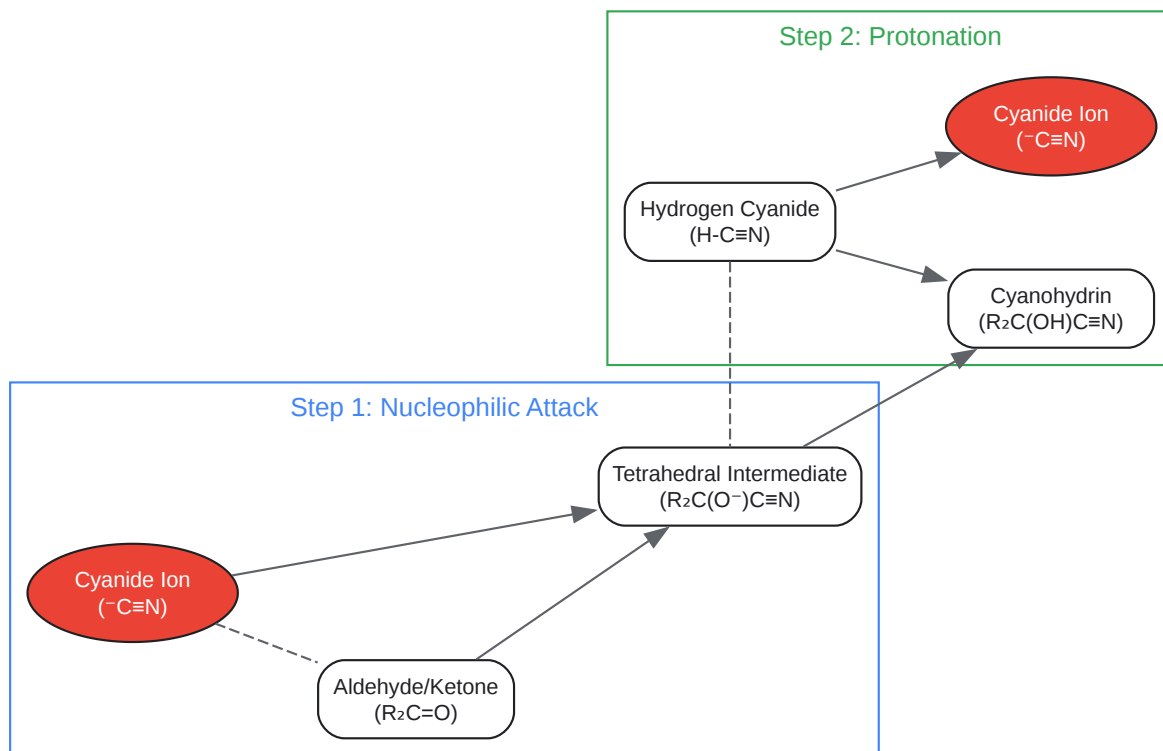 Step 2: Protonation
Cyanide Ion
(⁻C≡N)
Hydrogen Cyanide
(H-C≡N)
Cyanohydrin
(R₂C(OH)C≡N)
Step 1: Nucleophilic Attack
Tetrahedral Intermediate
(R₂C(O⁻)C≡N)
Cyanide Ion
(⁻C≡N)
Aldehyde/Ketone
(R₂C=O)